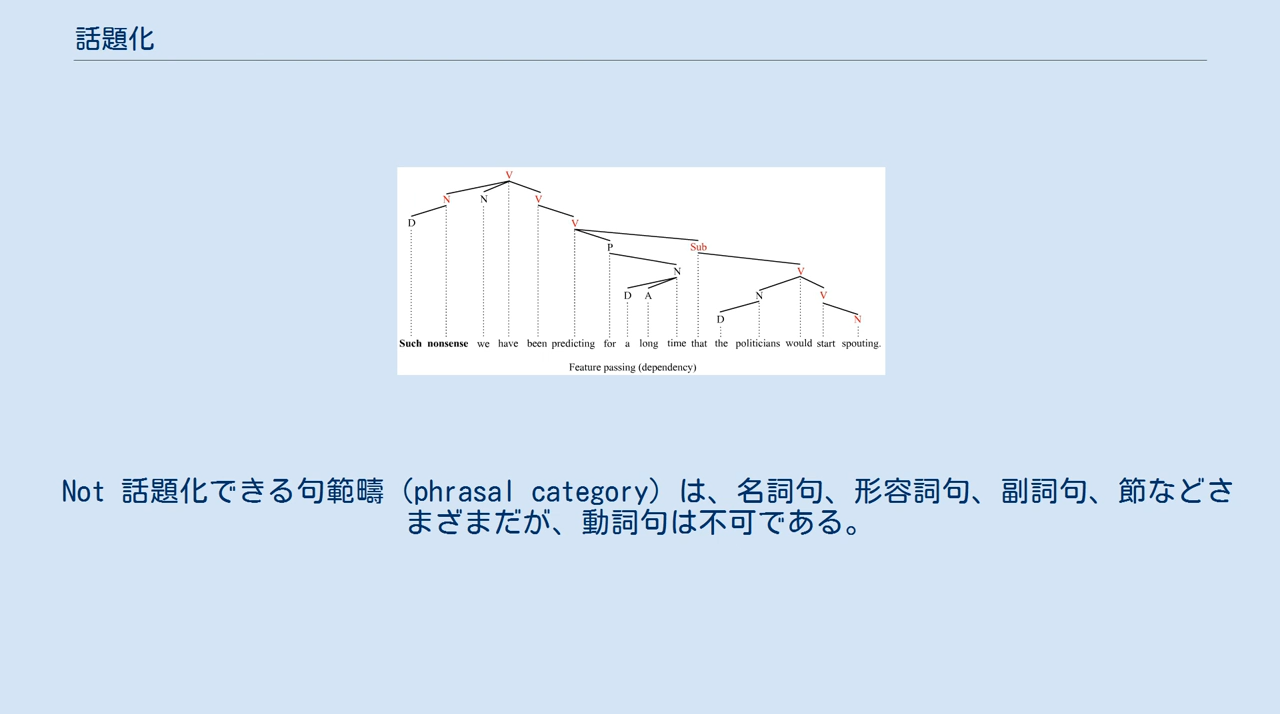 話題化
V
N N V
D V
P Sub
N V
D A N V
D N
Such nonsense we have been predicting for a long time that the politicians would start spouting.
Feature passing (dependency)
Not 話題化できる句範疇 (phrasal category) は、名詞句、形容詞句、副詞句、節などさ
まざまだが、動詞句は不可である。